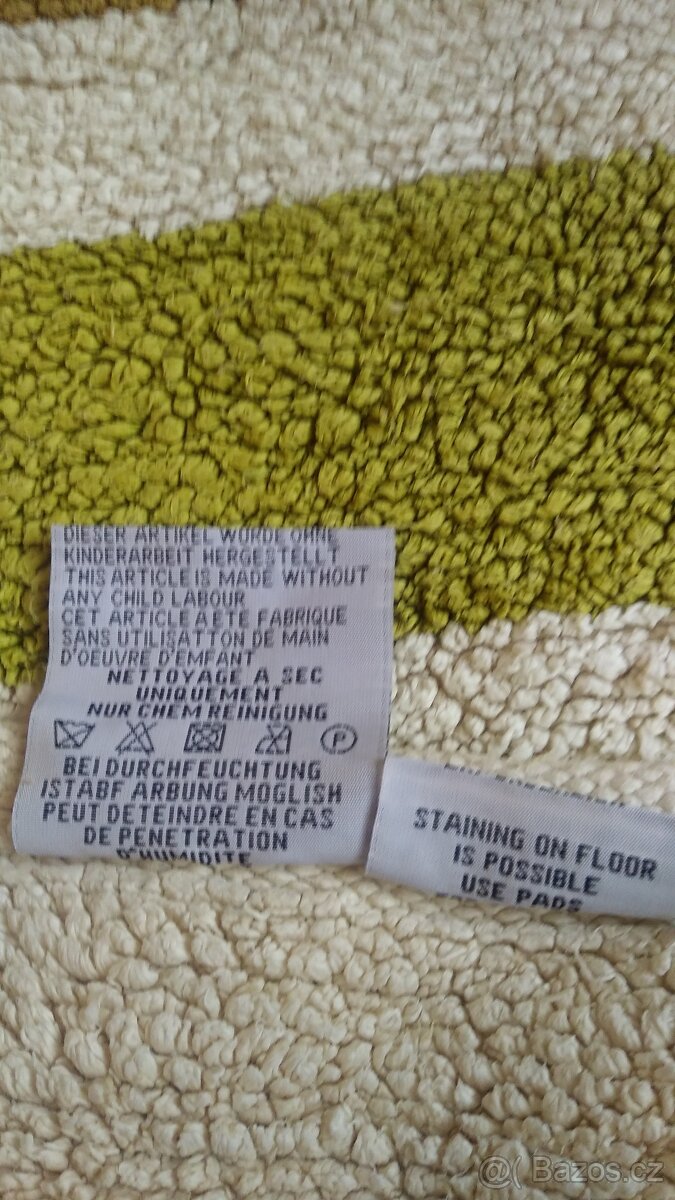 DIESER ARTIKEL WURDE OHNE
KINDERARBEIT HERGESTELLT
THIS ARTICLE IS MADE WITHOUT
ANY CHILD LABOUR
CET ARTICLE A ETE FABRIQUE
SANS UTILISATTON DE MAIN
D'OEUVRE D'EMFANT
NETTOYAGE A SEC
UNIQUEMENT
NUR CHEM REINIGUNG
P
BEI DURCHFEUCHTUNG
ISTABF ARBUNG MOGLISH
PEUT DETEINDRE EN CAS
DE PENETRATION
D'HUMIDITE
STAINING ON FLOOR
IS POSSIBLE
USE PADS
@( Bazos.cz